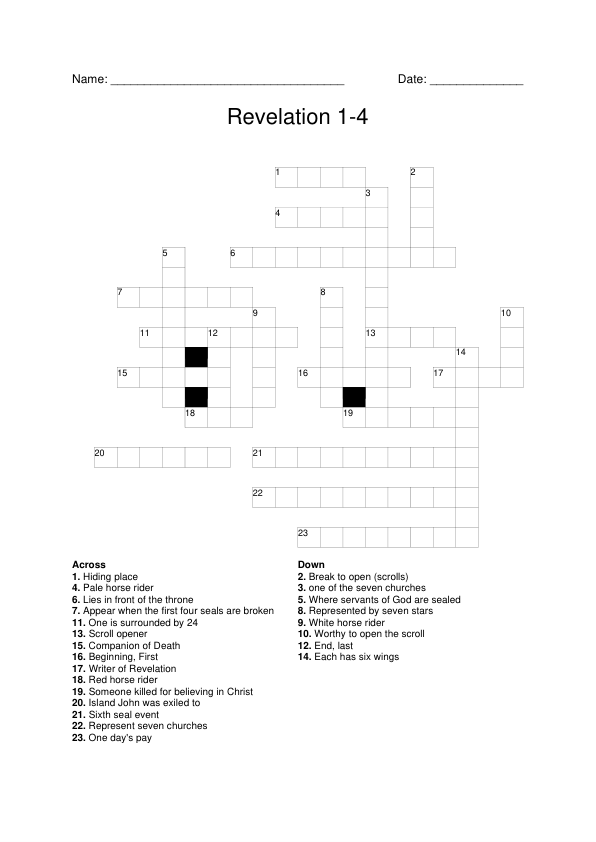 Name: ___________________________________ Date: ______________
Revelation 1-4
1 2
3
4
5 6
7 8
9 10
11 12 13
14
15 16 17
18 19
20 21
22
23
Across
1. Hiding place
4. Pale horse rider
6. Lies in front of the throne
7. Appear when the first four seals are broken
11. One is surrounded by 24
13. Scroll opener
15. Companion of Death
16. Beginning, First
17. Writer of Revelation
18. Red horse rider
19. Someone killed for believing in Christ
20. Island John was exiled to
21. Sixth seal event
22. Represent seven churches
23. One day's pay
Down
2. Break to open (scrolls)
3. one of the seven churches
5. Where servants of God are sealed
8. Represented by seven stars
9. White horse rider
10. Worthy to open the scroll
12. End, last
14. Each has six wings